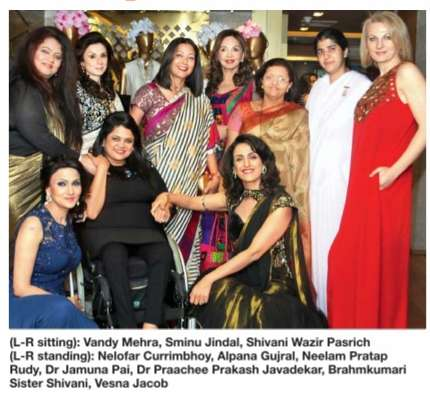 (L-R sitting): Vandy Mehra, Sminu Jindal, Shivani Wazir Pasrich
(L-R standing): Nelofar Currimbhoy, Alpana Gujral, Neelam Pratap
Rudy, Dr Jamuna Pai, Dr Praachee Prakash Javadekar, Brahmkumari
Sister Shivani, Vesna Jacob